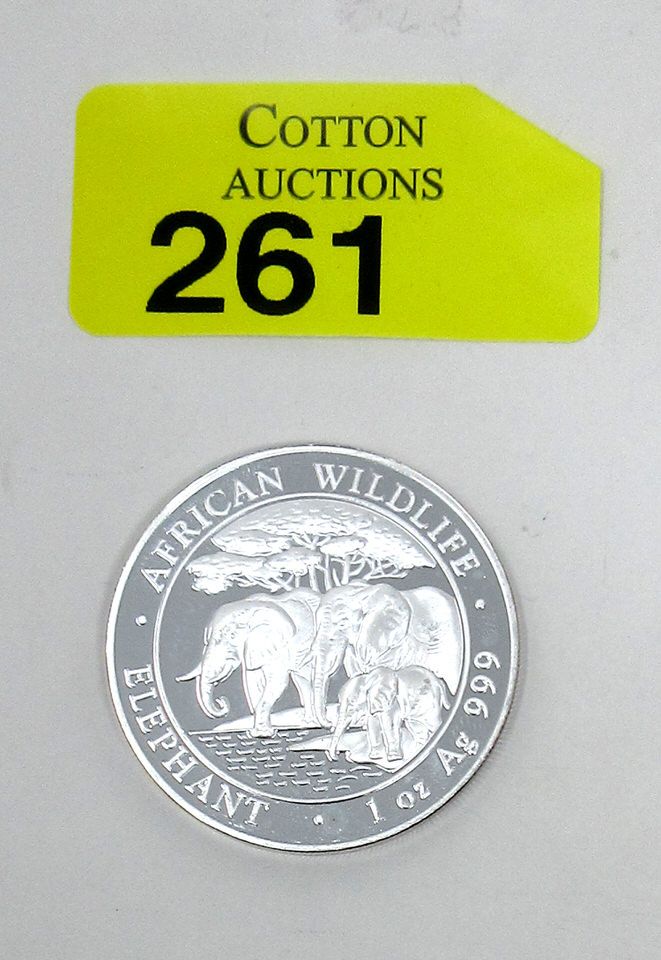 COTTON
AUCTIONS
261
AFRICAN WILDLIFE
ELEPHANT
1 oz Ag 999